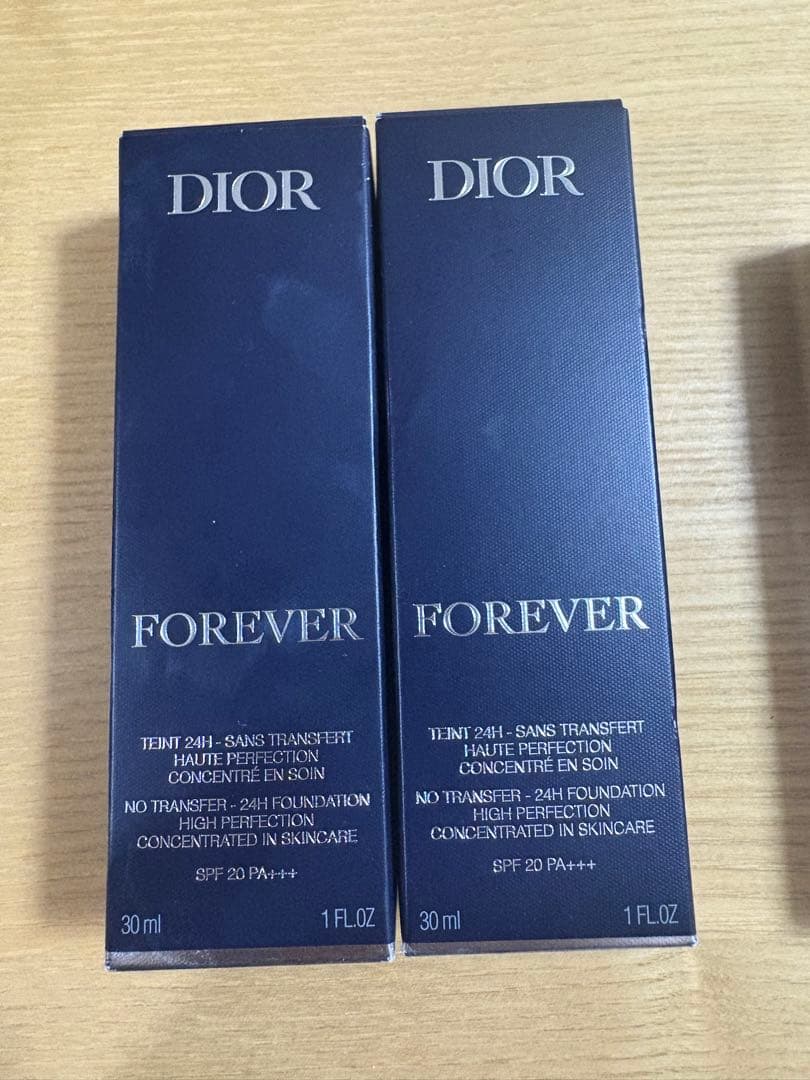 DIOR
FOREVER
TEINT 24H - SANS TRANSFERT
HAUTE PERFECTION
CONCENTRÉ EN SOIN
NO TRANSFER - 24H FOUNDATION
HIGH PERFECTION
CONCENTRATED IN SKINCARE
SPF 20 PA+++
30 ml 1 FL.OZ
DIOR
FOREVER
TEINT 24H - SANS TRANSFERT
HAUTE PERFECTION
CONCENTRÉ EN SOIN
NO TRANSFER - 24H FOUNDATION
HIGH PERFECTION
CONCENTRATED IN SKINCARE
SPF 20 PA+++
30 ml 1 FL.OZ